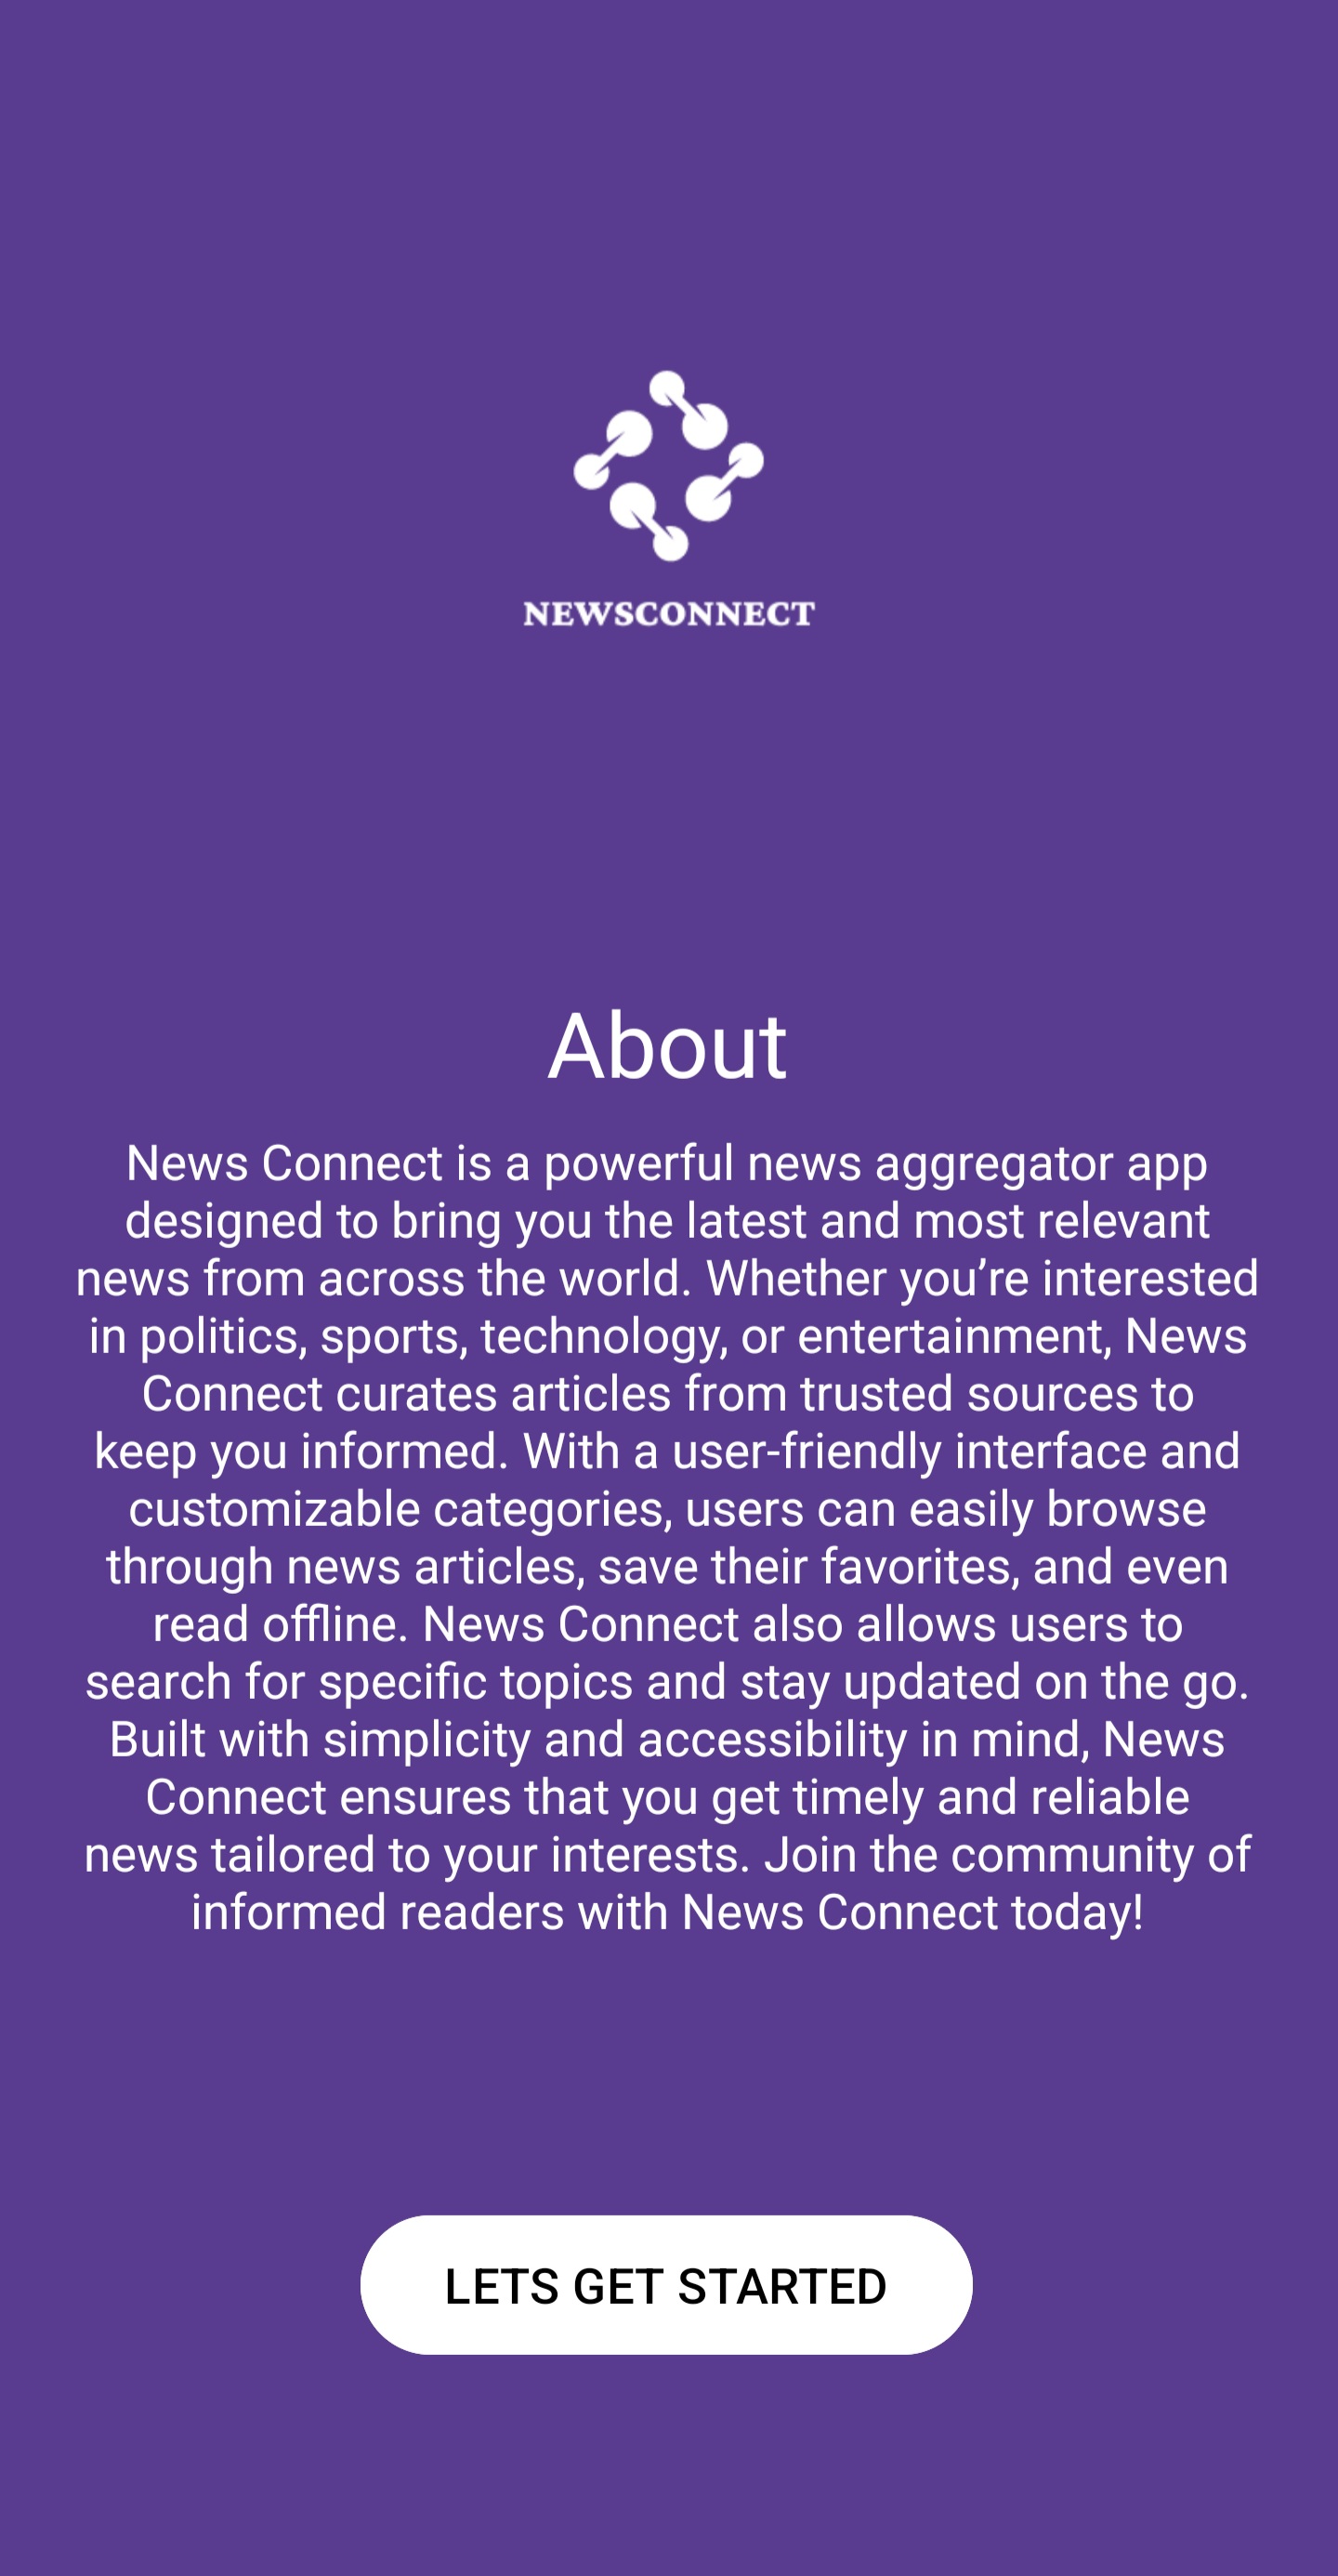 NEWSCONNECT
About
News Connect is a powerful news aggregator app
designed to bring you the latest and most relevant
news from across the world. Whether you’re interested
in politics, sports, technology, or entertainment, News
Connect curates articles from trusted sources to
keep you informed. With a user-friendly interface and
customizable categories, users can easily browse
through news articles, save their favorites, and even
read offline. News Connect also allows users to
search for specific topics and stay updated on the go.
Built with simplicity and accessibility in mind, News
Connect ensures that you get timely and reliable
news tailored to your interests. Join the community of
informed readers with News Connect today!
LETS GET STARTED